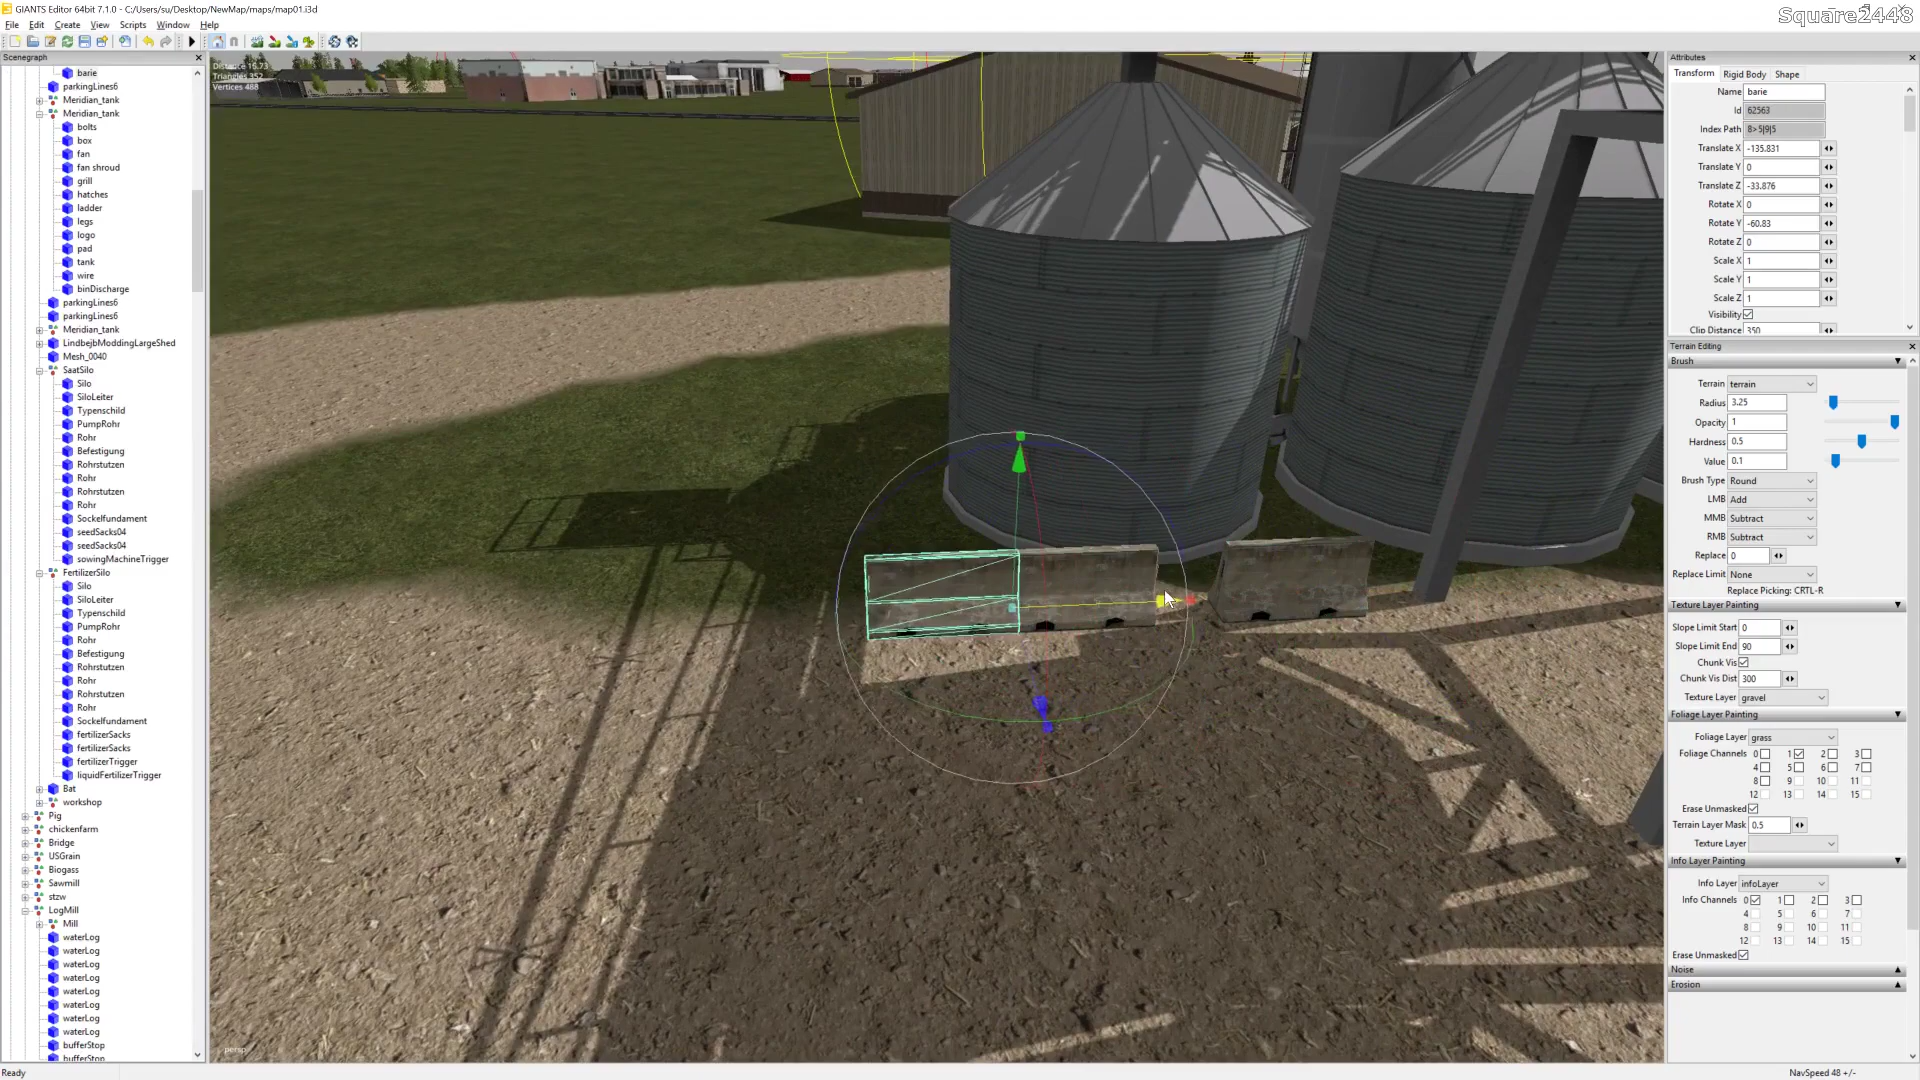 GIANTS Editor 64bit 7.1.0 - C:/Users/su/Desktop/NewMap/maps/map01.i3d
Square2448
File Edit Create View Scripts Window Help
Scenegraph
barie
parkingLines6
Meridian_tank
Meridian_tank
bolts
box
fan
fan shroud
grill
hatches
ladder
legs
logo
pad
tank
wire
binDischarge
parkingLines6
parkingLines6
Meridian_tank
LindbejbModdingLargeShed
Mesh_0040
SaatSilo
Silo
SiloLeiter
Typenschild
PumpRohr
Rohr
Befestigung
Rohrstutzen
Rohr
Rohrstutzen
Rohr
Sockelfundament
seedSacks04
seedSacks04
sowingMachineTrigger
FertilizerSilo
Silo
SiloLeiter
Typenschild
PumpRohr
Rohr
Befestigung
Rohrstutzen
Rohr
Rohrstutzen
Rohr
Sockelfundament
fertilizerSacks
fertilizerSacks
fertilizerTrigger
liquidFertilizerTrigger
Bat
workshop
Pig
chickenfarm
Bridge
USGrain
Biogass
Sawmill
stzw
LogMill
Mill
waterLog
waterLog
waterLog
waterLog
waterLog
waterLog
waterLog
waterLog
bufferStop
bufferStop
Ready
Distance 15.73
Triangles 352
Vertices 488
persp
Attributes
Transform Rigid Body Shape
Name barie
Id 62563
Index Path 8>5|9|5
Translate X -135.831
Translate Y 0
Translate Z -33.876
Rotate X 0
Rotate Y -60.83
Rotate Z 0
Scale X 1
Scale Y 1
Scale Z 1
Visibility
Clip Distance 350
Terrain Editing
Brush
Terrain terrain
Radius 3.25
Opacity 1
Hardness 0.5
Value 0.1
Brush Type Round
LMB Add
MMB Subtract
RMB Subtract
Replace 0
Replace Limit None
Replace Picking: CRTL-R
Texture Layer Painting
Slope Limit Start 0
Slope Limit End 90
Chunk Vis
Chunk Vis Dist 300
Texture Layer gravel
Foliage Layer Painting
Foliage Layer grass
Foliage Channels 0 1 2 3
4 5 6 7
8 9 10 11
12 13 14 15
Erase Unmasked
Terrain Layer Mask 0.5
Texture Layer
Info Layer Painting
Info Layer infoLayer
Info Channels 0 1 2 3
4 5 6 7
8 9 10 11
12 13 14 15
Erase Unmasked
Noise
Erosion
NavSpeed 48 +/-